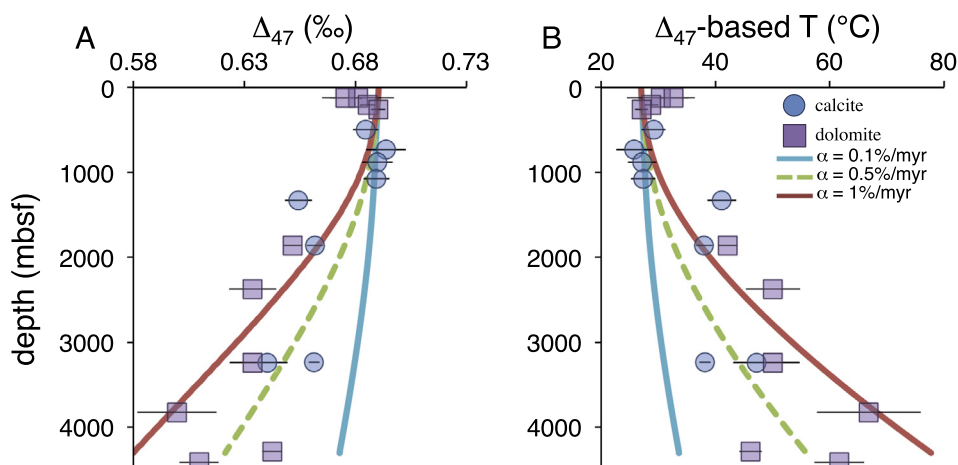 A
Δ47 (‰)
0.58 0.63 0.68 0.73
depth (mbsf)
0
1000
2000
3000
4000
B
Δ47-based T (°C)
20 40 60 80
0
1000
2000
3000
4000
calcite
dolomite
α = 0.1%/myr
α = 0.5%/myr
α = 1%/myr